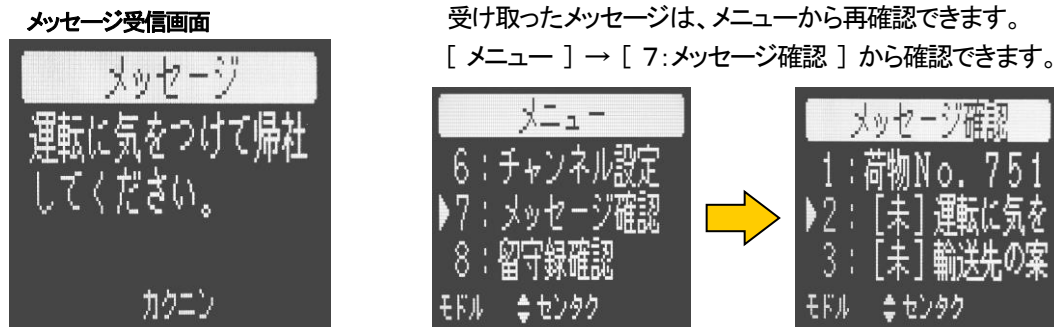 メッセージ受信画面
受け取ったメッセージは、メニューから再確認できます。
[ メニュー ] → [ 7:メッセージ確認 ] から確認できます。
メッセージ
運転に気をつけて帰社
してください。
カクニン
メニュー
6:チャンネル設定
7:メッセージ確認
8:留守録確認
モドル センタク
メッセージ確認
1:荷物No. 751
2:[未]運転に気を
3:[未]輸送先の案
モドル センタク